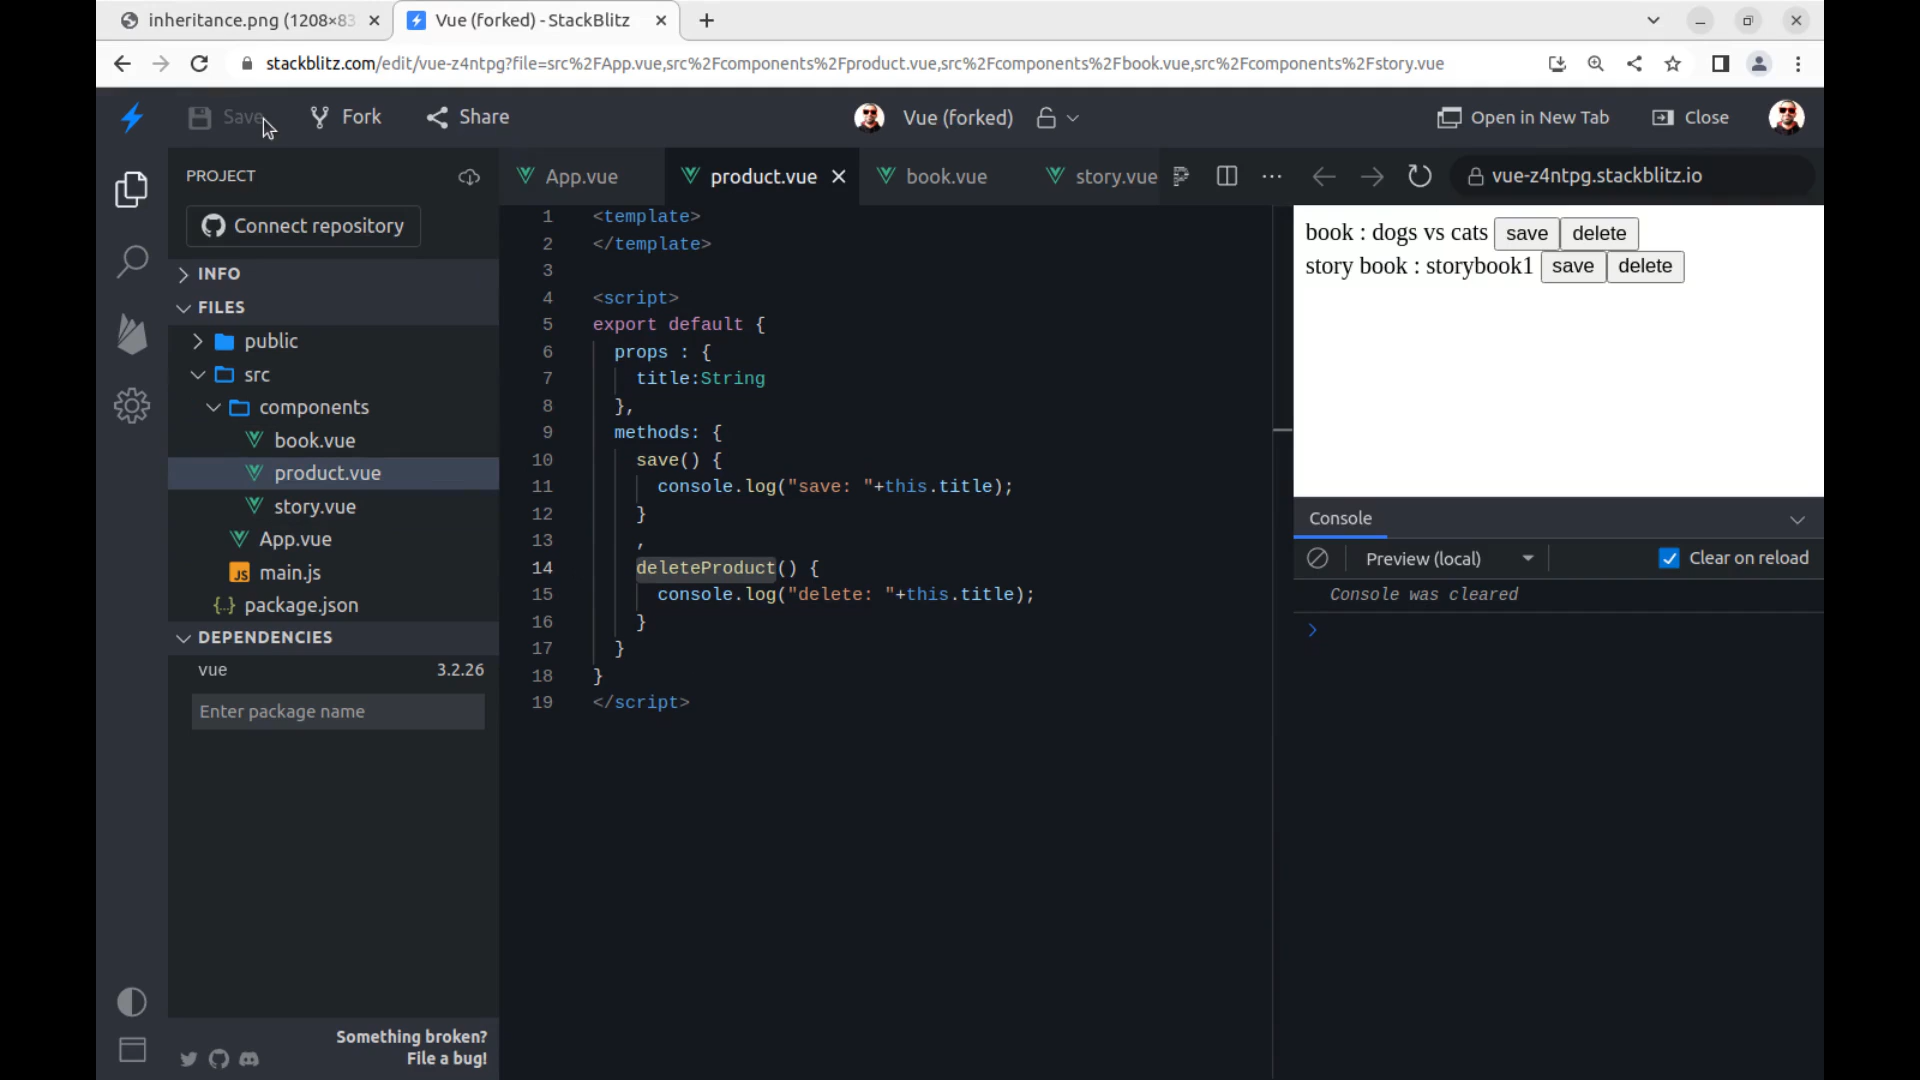 inheritance.png (1208×83
Vue (forked) - StackBlitz
stackblitz.com/edit/vue-z4ntpg?file=src%2FApp.vue,src%2Fcomponents%2Fproduct.vue,src%2Fcomponents%2Fbook.vue,src%2Fcomponents%2Fstory.vue
Save
Fork
Share
Vue (forked)
Open in New Tab
Close
PROJECT
Connect repository
INFO
FILES
public
src
components
book.vue
product.vue
story.vue
App.vue
JS main.js
{..} package.json
DEPENDENCIES
vue 3.2.26
Enter package name
Something broken?
File a bug!
App.vue
product.vue
book.vue
story.vue
1 <template>
2 </template>
3
4 <script>
5 export default {
6 props : {
7 title:String
8 },
9 methods: {
10 save() {
11 console.log("save: "+this.title);
12 }
13 ,
14 deleteProduct() {
15 console.log("delete: "+this.title);
16 }
17 }
18 }
19 </script>
vue-z4ntpg.stackblitz.io
book : dogs vs cats save delete
story book : storybook1 save delete
Console
Preview (local)
Clear on reload
Console was cleared